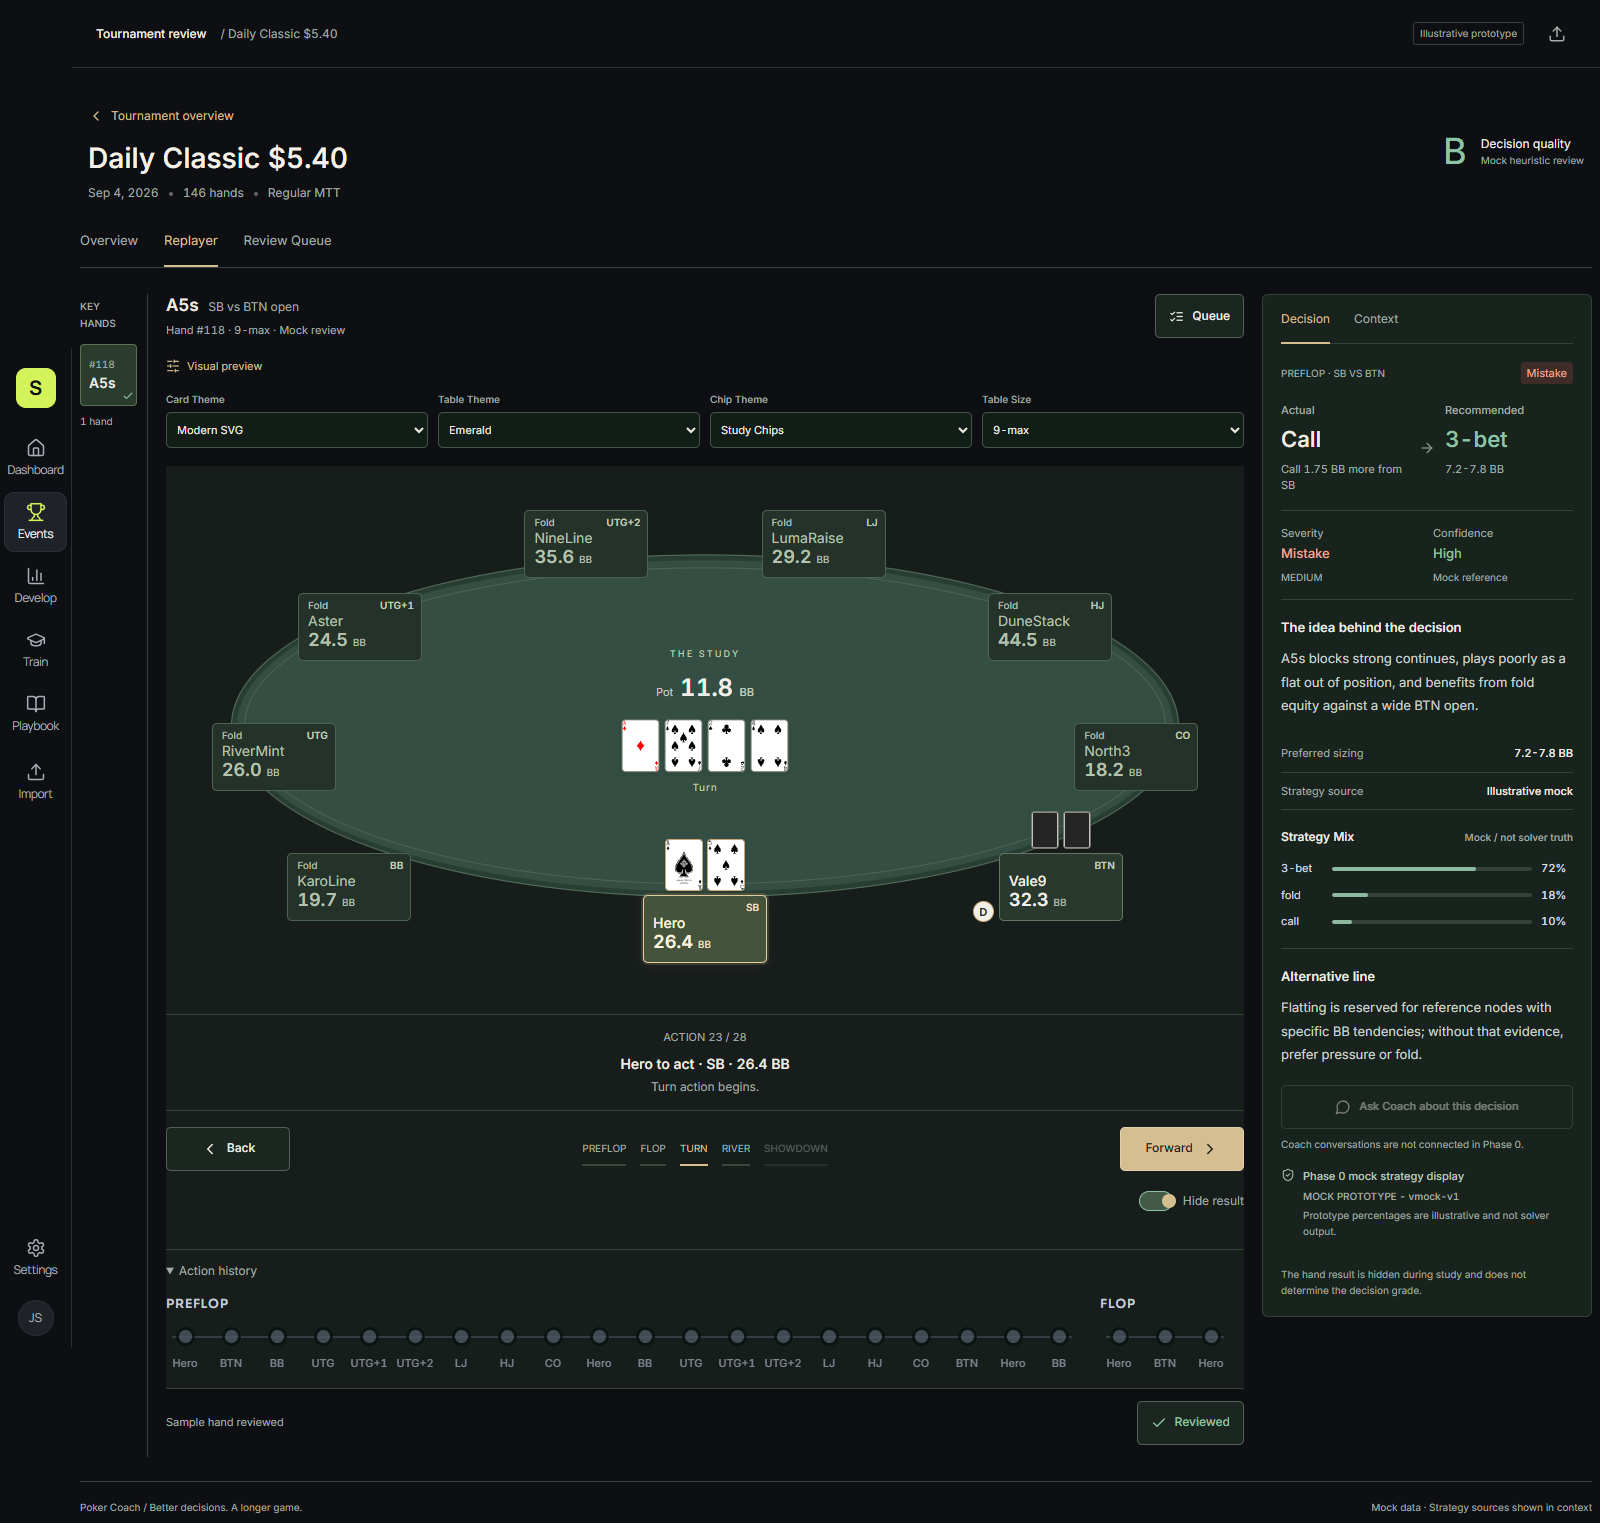 Tournament review / Daily Classic $5.40
Illustrative prototype
Tournament overview
Daily Classic $5.40
Sep 4, 2026 • 146 hands • Regular MTT
B
Decision quality
Mock heuristic review
Overview
Replayer
Review Queue
S
Dashboard
Events
Develop
Train
Playbook
Import
Settings
JS
KEY
HANDS
#118
A5s
1 hand
A5s SB vs BTN open
Hand #118 · 9-max · Mock review
Queue
Visual preview
Card Theme
Table Theme
Chip Theme
Table Size
Modern SVG
Emerald
Study Chips
9-max
Fold UTG+2
NineLine
35.6 BB
Fold LJ
LumaRaise
29.2 BB
Fold UTG+1
Aster
24.5 BB
Fold HJ
DuneStack
44.5 BB
THE STUDY
Pot 11.8 BB
Fold UTG
RiverMint
26.0 BB
Fold CO
North3
18.2 BB
Turn
Fold BB
KaroLine
19.7 BB
BTN
Vale9
32.3 BB
D
SB
Hero
26.4 BB
ACTION 23 / 28
Hero to act · SB · 26.4 BB
Turn action begins.
Back
PREFLOP
FLOP
TURN
RIVER
SHOWDOWN
Forward
Hide result
▼ Action history
PREFLOP
FLOP
Hero BTN BB UTG UTG+1 UTG+2 LJ HJ CO Hero BB UTG UTG+1 UTG+2 LJ HJ CO BTN Hero BB Hero BTN Hero
Sample hand reviewed
Reviewed
Decision
Context
PREFLOP · SB VS BTN
Mistake
Actual
Recommended
Call
3-bet
Call 1.75 BB more from
SB
7.2-7.8 BB
Severity
Confidence
Mistake
High
MEDIUM
Mock reference
The idea behind the decision
A5s blocks strong continues, plays poorly as a
flat out of position, and benefits from fold
equity against a wide BTN open.
Preferred sizing 7.2-7.8 BB
Strategy source Illustrative mock
Strategy Mix Mock / not solver truth
3-bet 72%
fold 18%
call 10%
Alternative line
Flatting is reserved for reference nodes with
specific BB tendencies; without that evidence,
prefer pressure or fold.
Ask Coach about this decision
Coach conversations are not connected in Phase 0.
Phase 0 mock strategy display
MOCK PROTOTYPE - vmock-v1
Prototype percentages are illustrative and not solver
output.
The hand result is hidden during study and does not
determine the decision grade.
Poker Coach / Better decisions. A longer game.
Mock data · Strategy sources shown in context